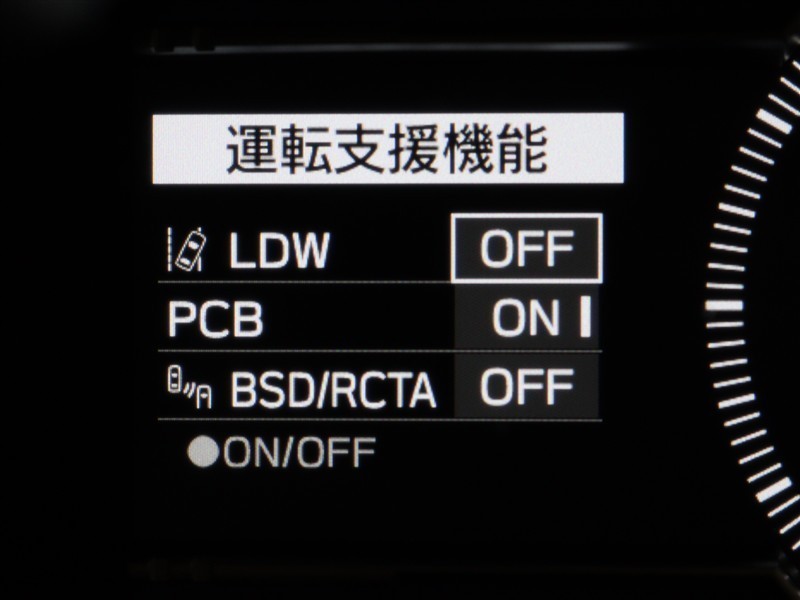 運転支援機能
LDW OFF
PCB ON
BSD/RCTA OFF
●ON/OFF